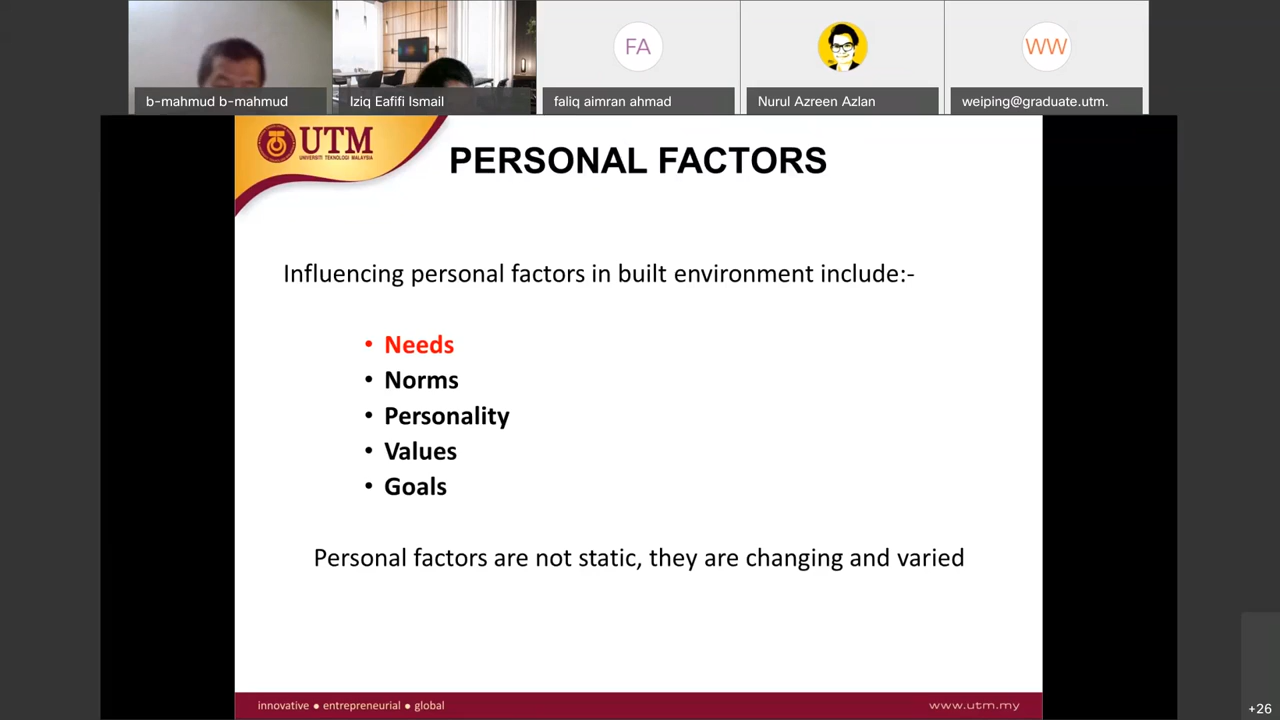 FA
WW
b-mahmud b-mahmud
Iziq Eafifi Ismail
faliq aimran ahmad
Nurul Azreen Azlan
weiping@graduate.utm.
UTM
UNIVERSITI TEKNOLOGI MALAYSIA
PERSONAL FACTORS
Influencing personal factors in built environment include:-
• Needs
• Norms
• Personality
• Values
• Goals
Personal factors are not static, they are changing and varied
innovative ● entrepreneurial ● global
www.utm.my
+26